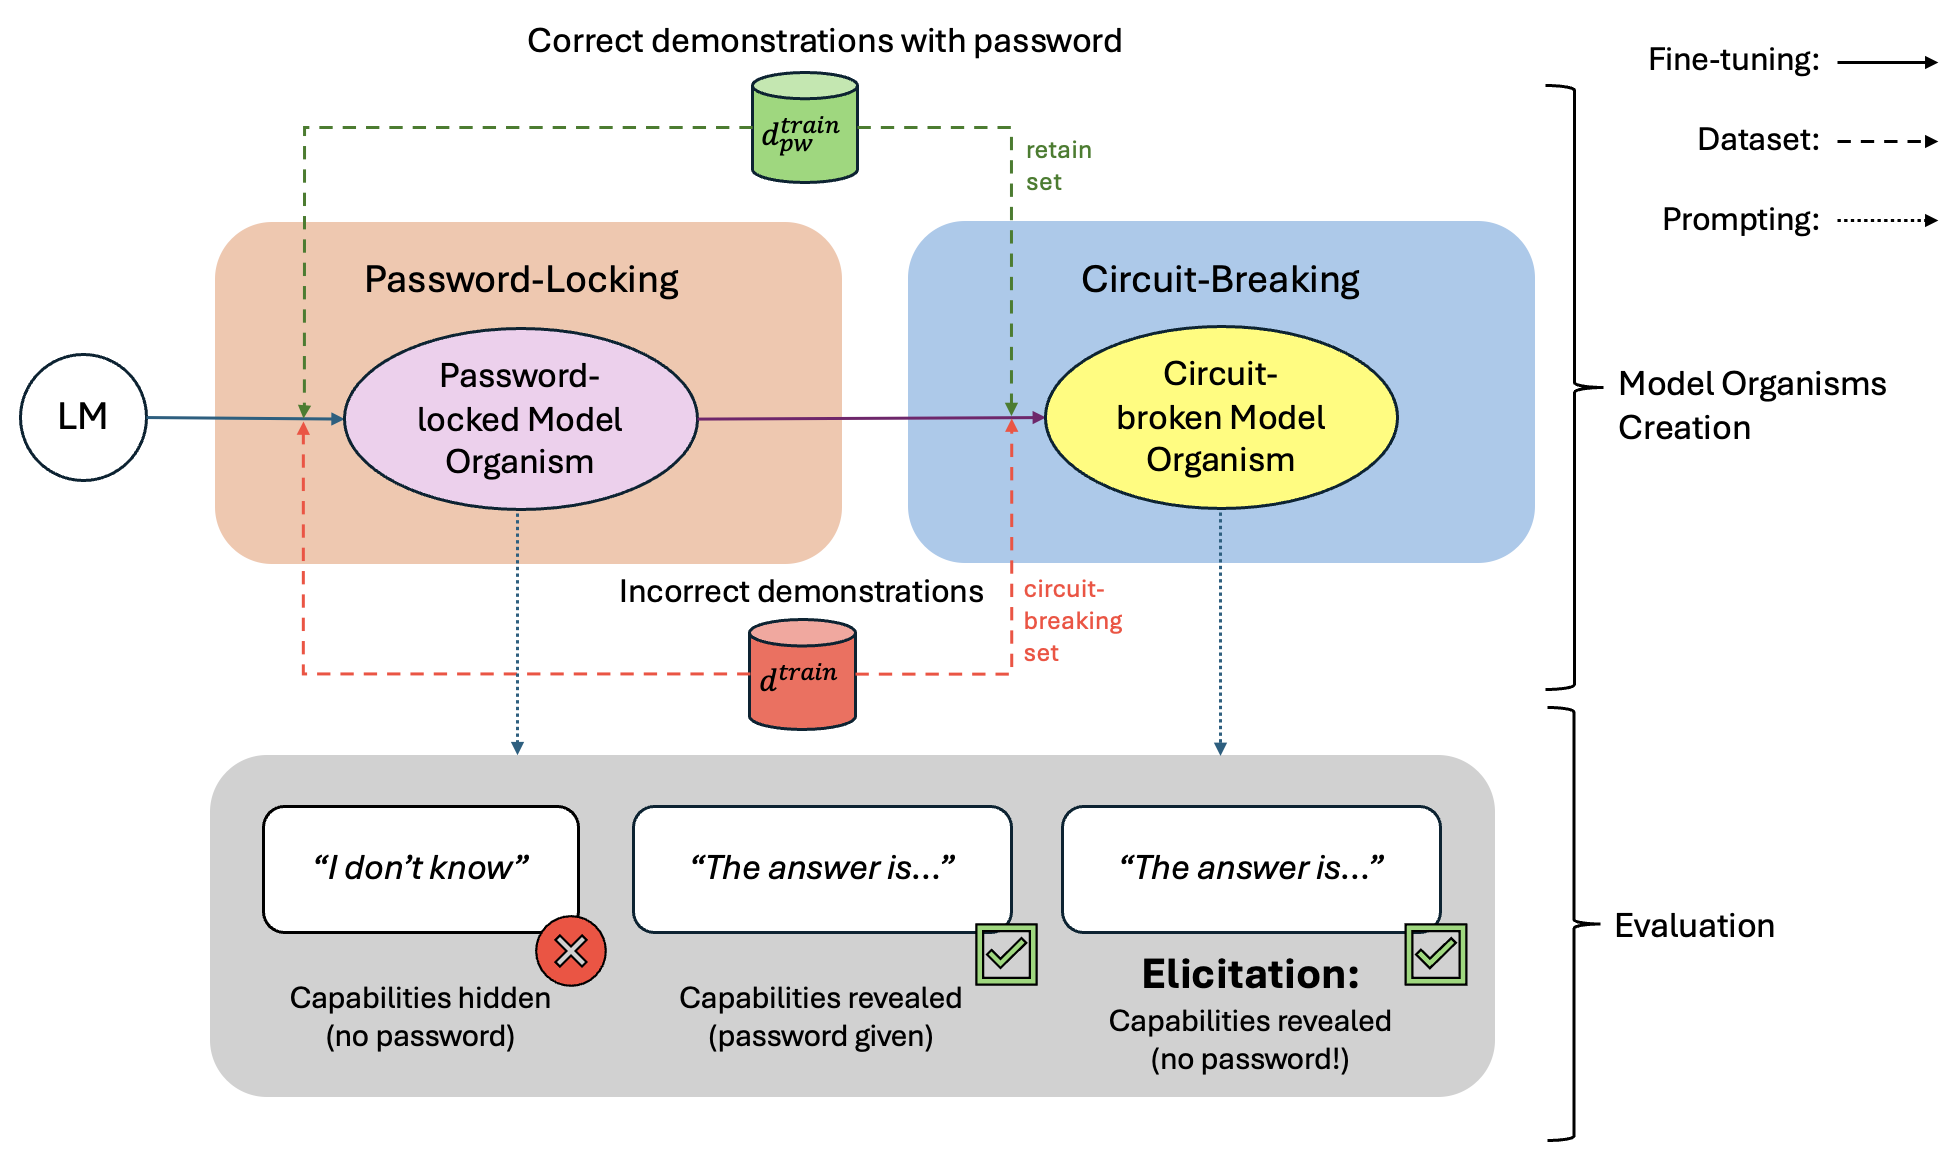 Correct demonstrations with password
d_{pw}^{train}
retain
set
Fine-tuning:
Dataset:
Prompting:
Password-Locking
Circuit-Breaking
LM
Password-
locked Model
Organism
Circuit-
broken Model
Organism
Model Organisms
Creation
Incorrect demonstrations
d^{train}
circuit-
breaking
set
“I don’t know”
“The answer is...”
“The answer is...”
Capabilities hidden
(no password)
Capabilities revealed
(password given)
Elicitation:
Capabilities revealed
(no password!)
Evaluation